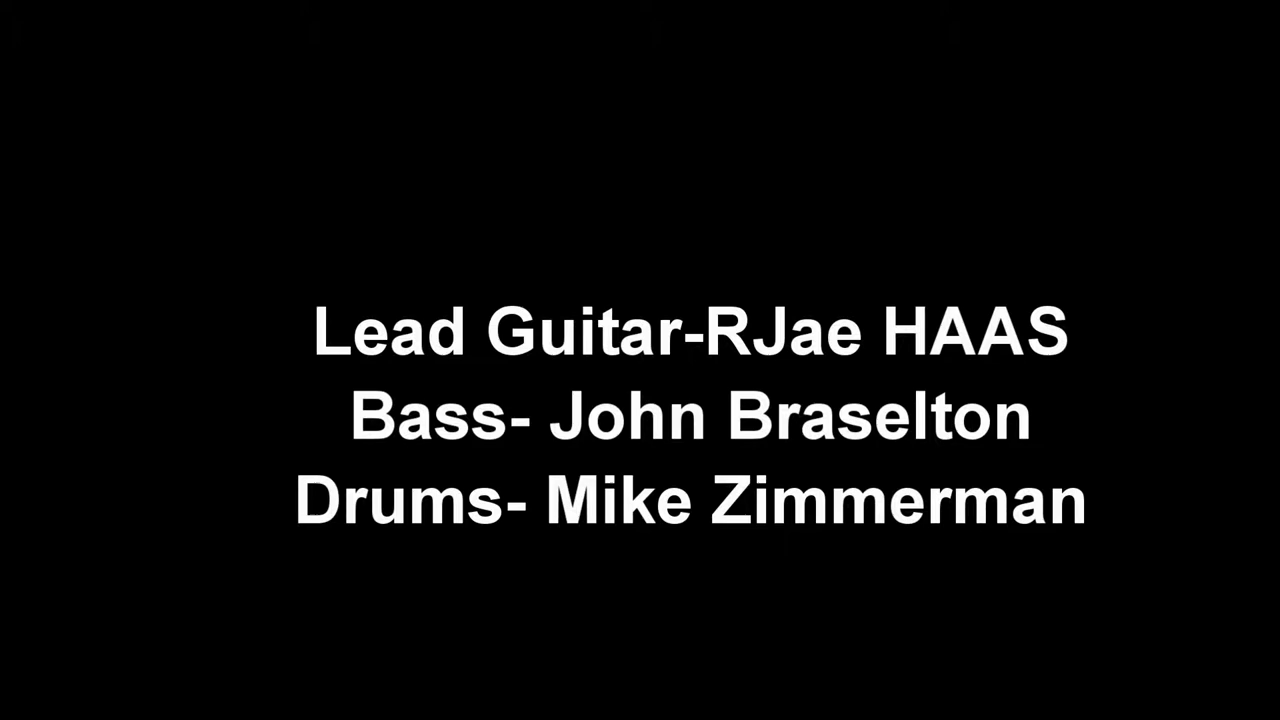 Lead Guitar-RJae HAAS
Bass- John Braselton
Drums- Mike Zimmerman